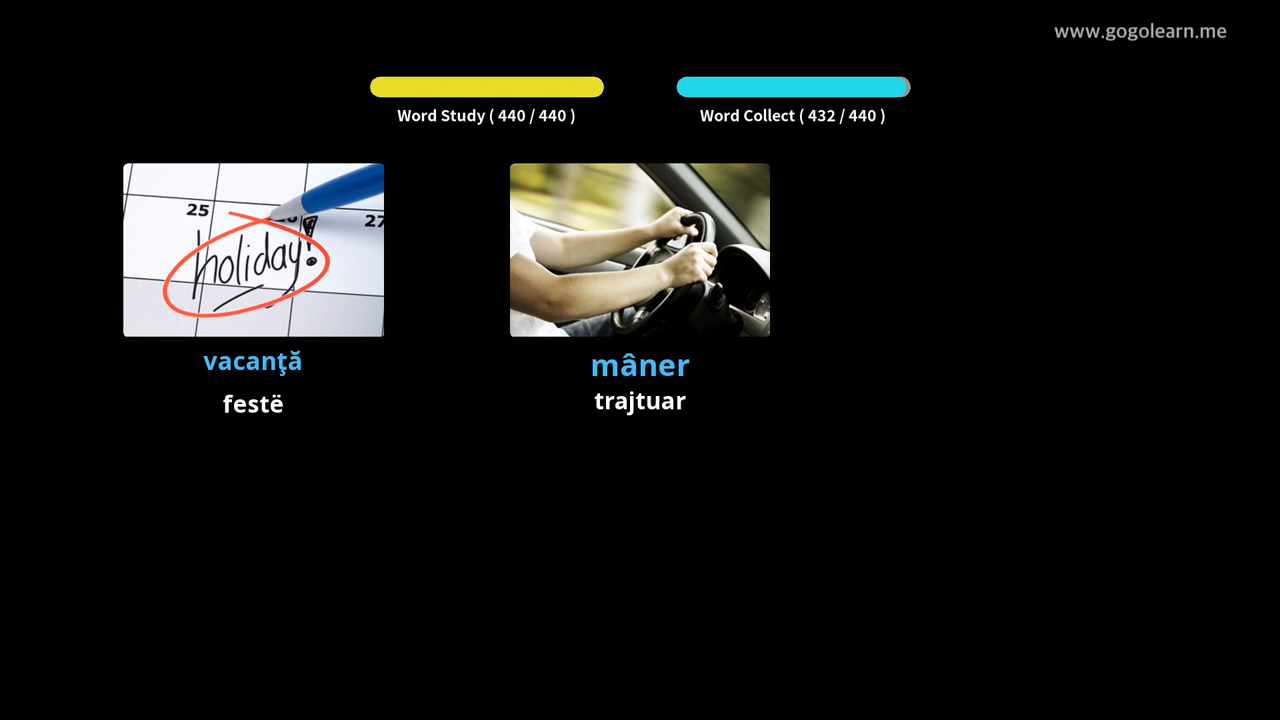 www.gogolearn.me
Word Study ( 440 / 440 )
Word Collect ( 432 / 440 )
25
27
holiday!
vacanţă
festë
mâner
trajtuar